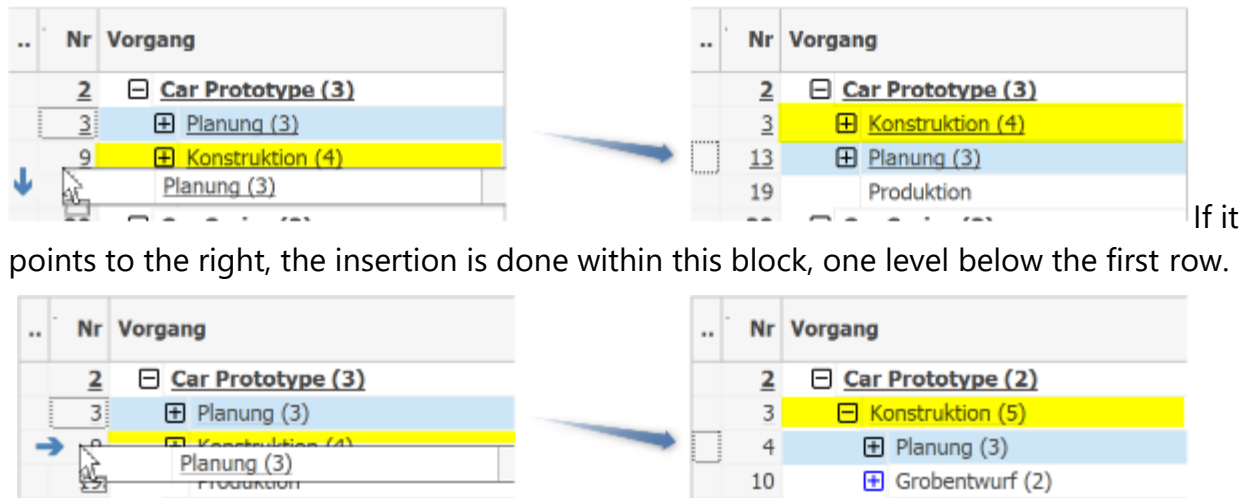 .. Nr Vorgang
2 Car Prototype (3)
3 Planung (3)
9 Konstruktion (4)
Planung (3)
.. Nr Vorgang
2 Car Prototype (3)
3 Konstruktion (4)
13 Planung (3)
19 Produktion
If it
points to the right, the insertion is done within this block, one level below the first row.
.. Nr Vorgang
2 Car Prototype (3)
3 Planung (3)
Konstruktion (4)
Planung (3)
19 Produktion
.. Nr Vorgang
2 Car Prototype (2)
3 Konstruktion (5)
4 Planung (3)
10 Grobentwurf (2)